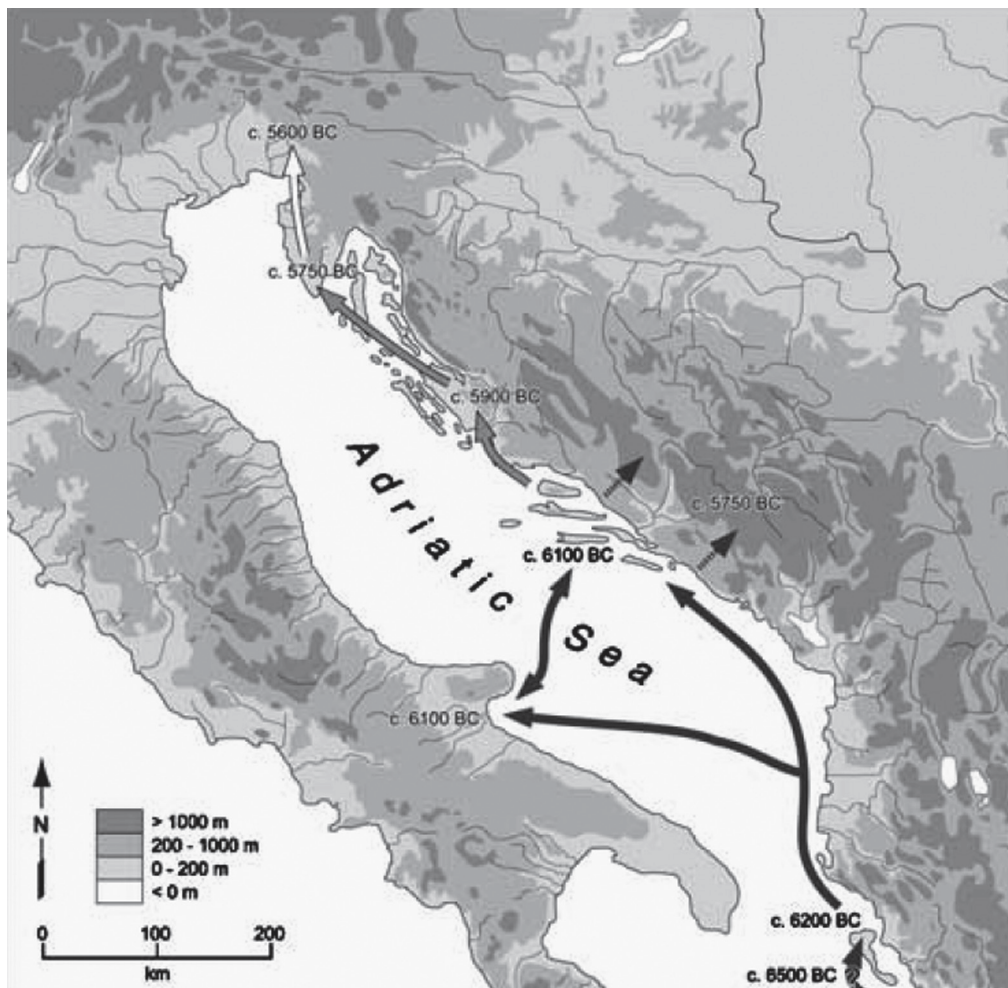 c. 5600 BC
c. 5750 BC
c. 5900 BC
Adriatic
Sea
c. 5750 BC
c. 6100 BC
c. 6100 BC
N
> 1000 m
200 - 1000 m
0 - 200 m
< 0 m
0 100 200
km
c. 6200 BC
c. 6500 BC